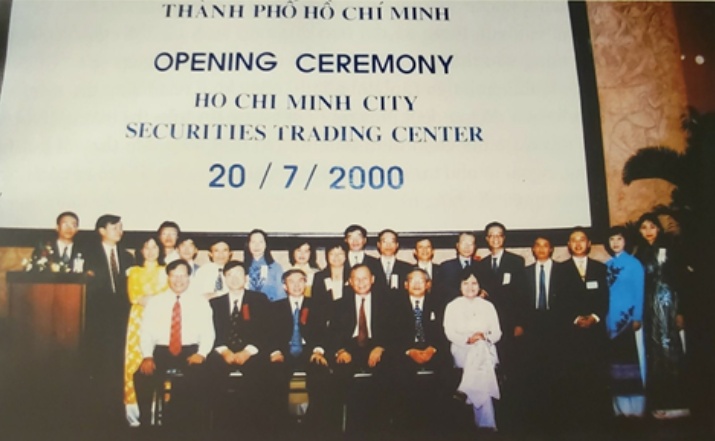 THÀNH PHỐ HỒ CHÍ MINH
OPENING CEREMONY
HO CHI MINH CITY
SECURITIES TRADING CENTER
20 / 7 / 2000